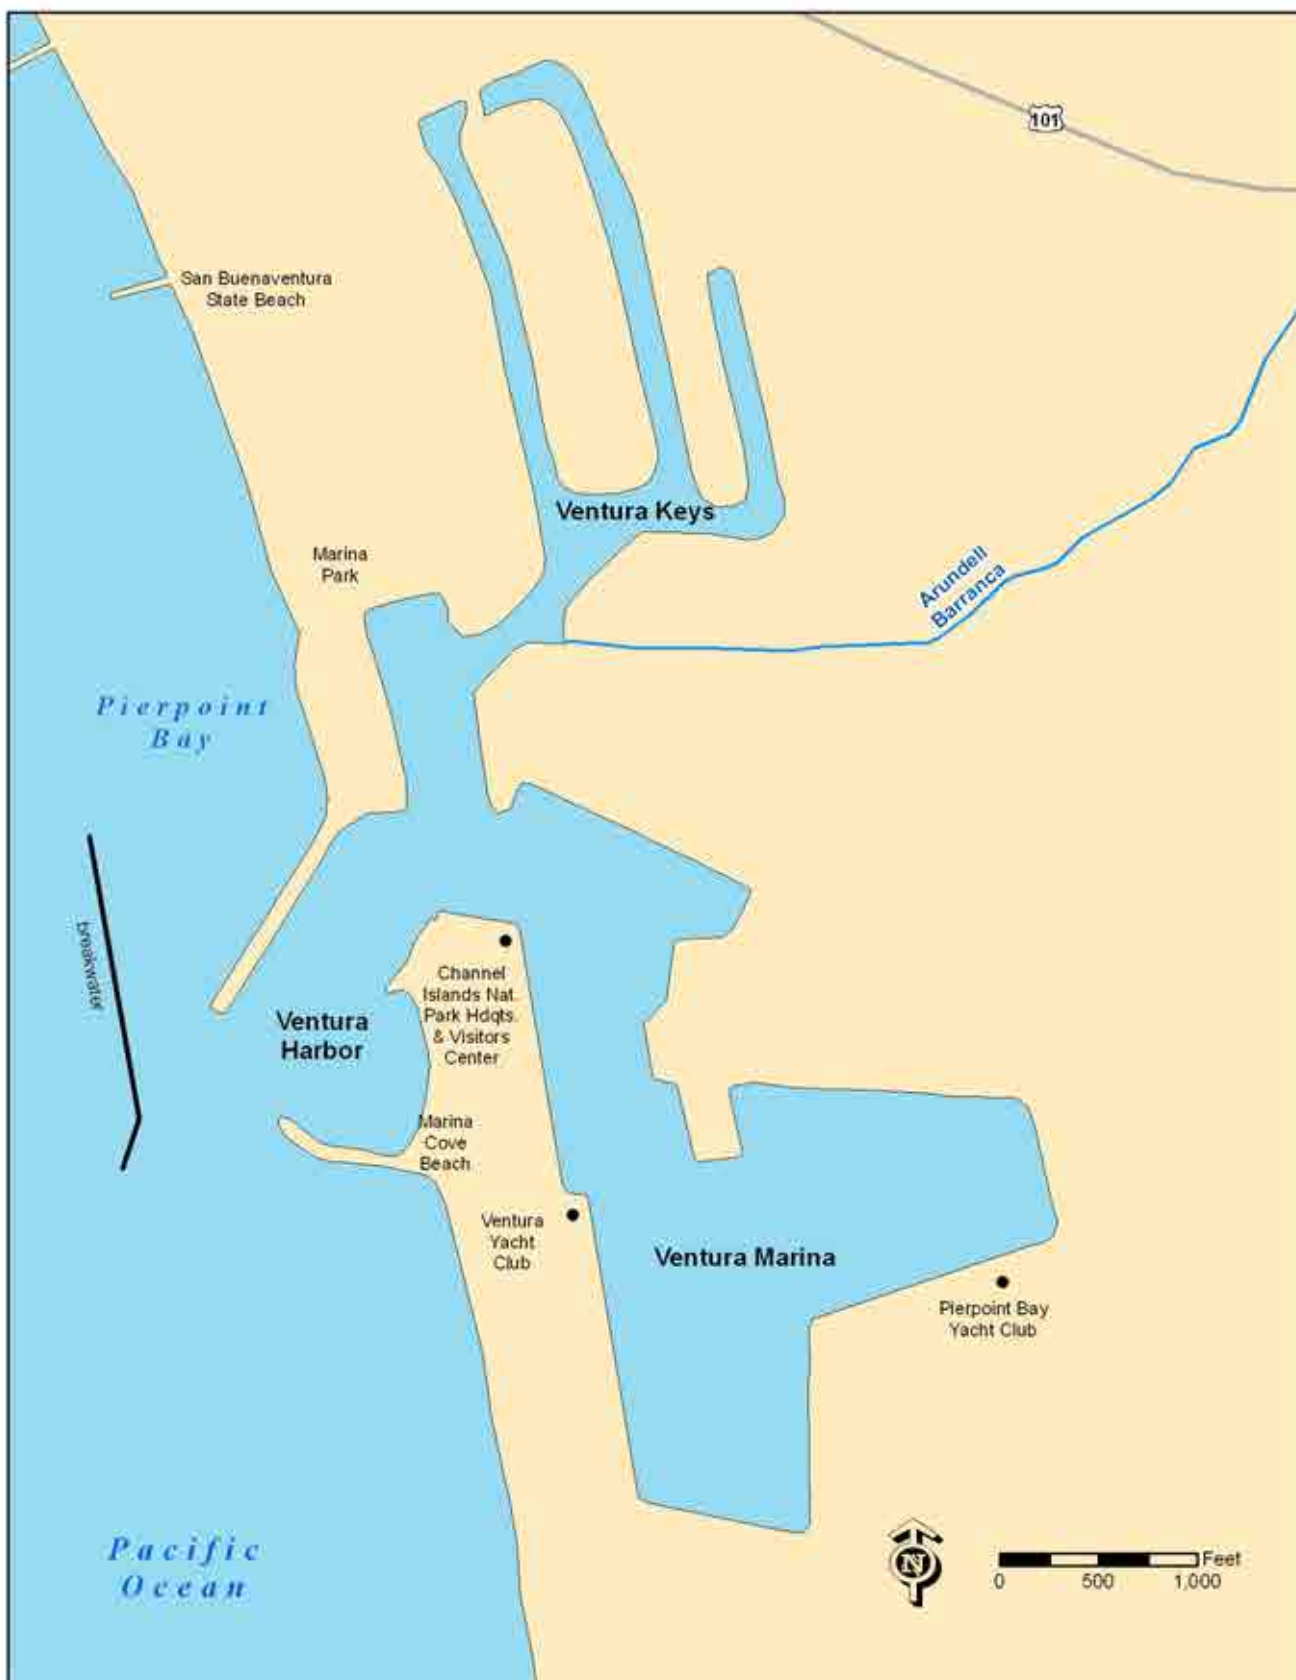 101
San Buenaventura
State Beach
Ventura Keys
Marina
Park
Arundell
Barranca
Pierpoint
Bay
breakwater
Channel
Islands Nat.
Park Hdqts.
& Visitors
Center
Ventura
Harbor
Marina
Cove
Beach
Ventura
Yacht
Club
Ventura Marina
Pierpoint Bay
Yacht Club
Pacific
Ocean
N
Feet
0 500 1,000